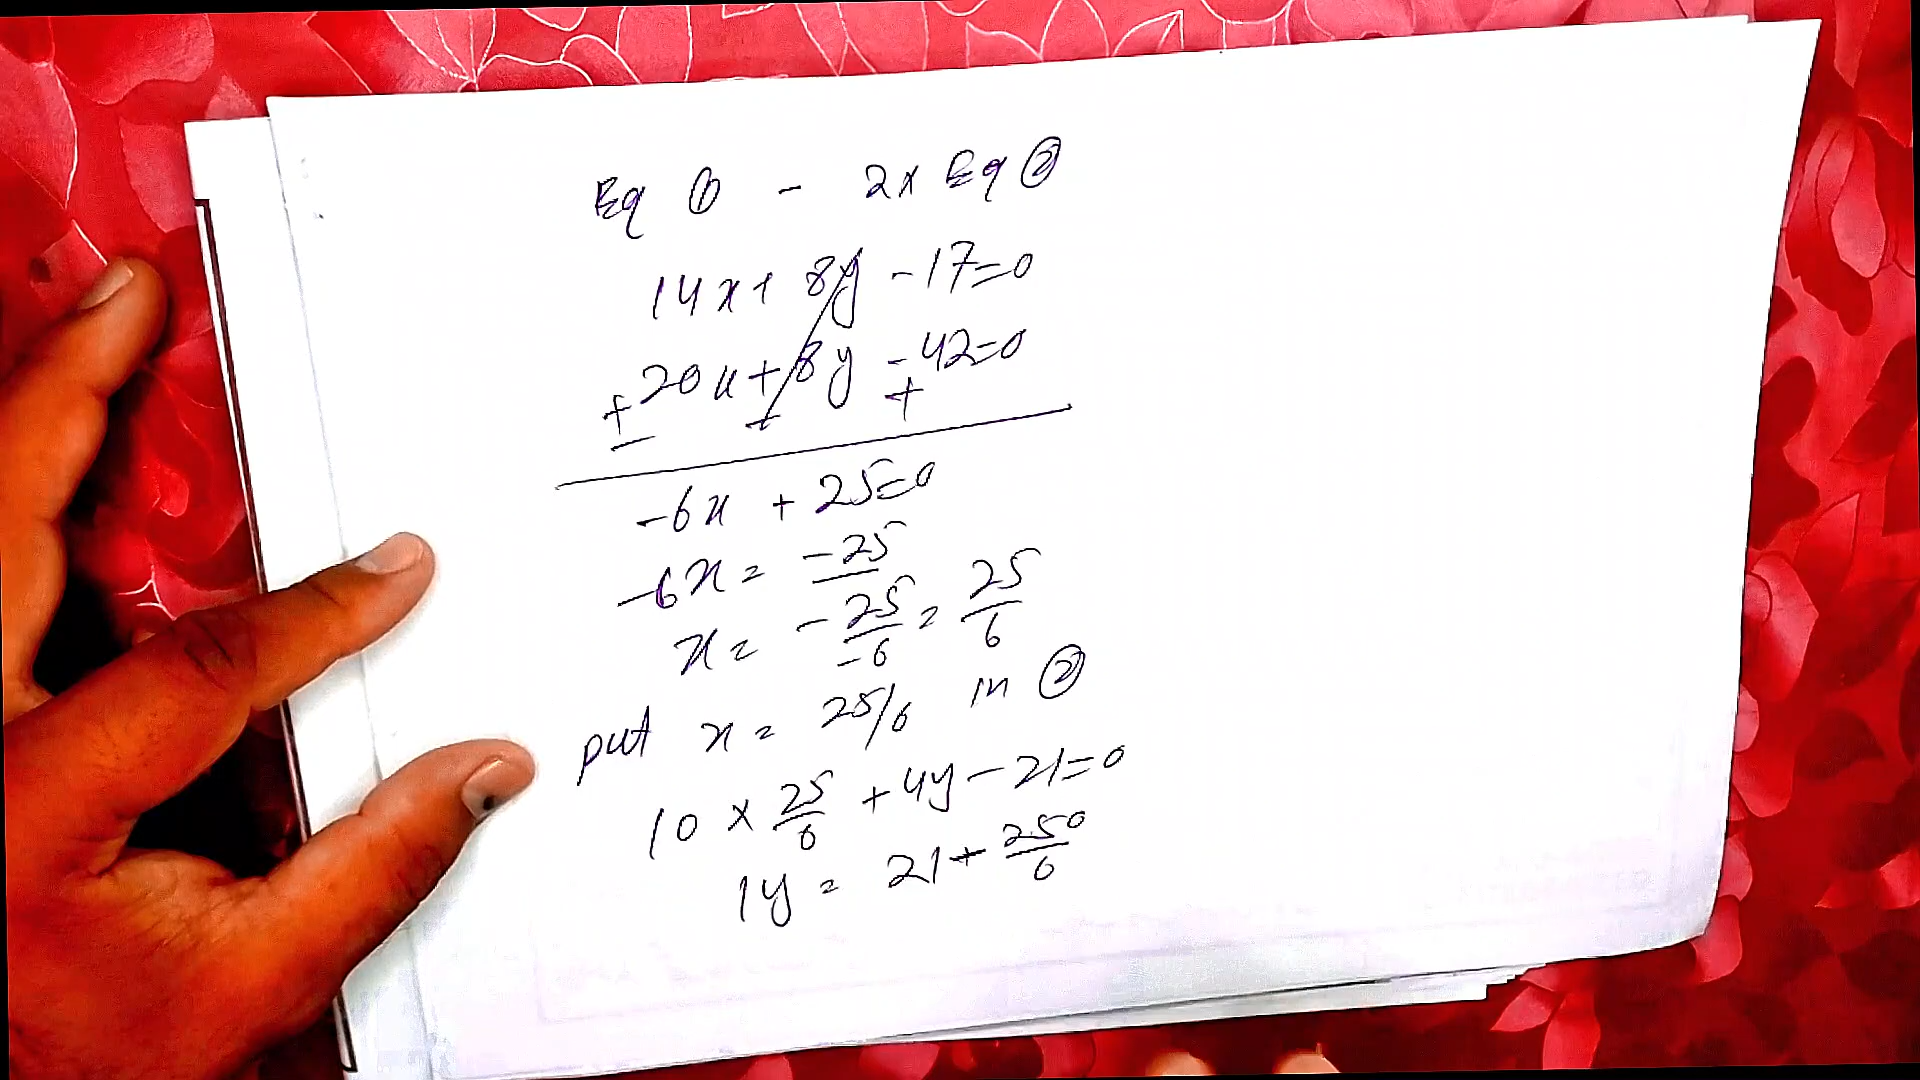 Eq ① - 2x Eq ②
14x + 8y - 17=0
+20x + 8y - 42=0
- - +
-6x + 25=0
-6x = -25
x = -25/-6 = 25/6
put x = 25/6 in ②
10 × 25/6 + 4y - 21=0
1y = 21 + 250/6